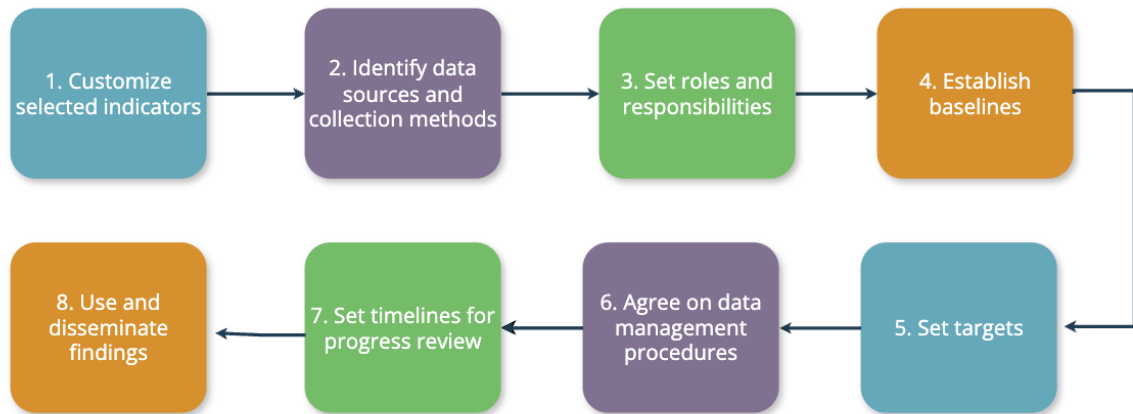 1. Customize
selected indicators
2. Identify data
sources and
collection methods
3. Set roles and
responsibilities
4. Establish
baselines
5. Set targets
6. Agree on data
management
procedures
7. Set timelines for
progress review
8. Use and
disseminate
findings